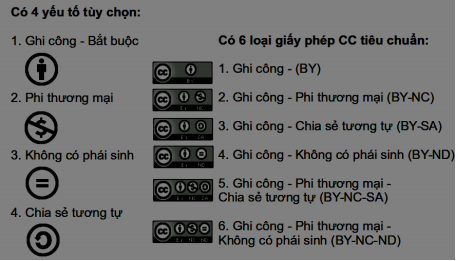 Có 4 yếu tố tùy chọn:
1. Ghi công - Bắt buộc
2. Phi thương mại
3. Không có phái sinh
4. Chia sẻ tương tự
Có 6 loại giấy phép CC tiêu chuẩn:
1. Ghi công - (BY)
2. Ghi công - Phi thương mại (BY-NC)
3. Ghi công - Chia sẻ tương tự (BY-SA)
4. Ghi công - Không có phái sinh (BY-ND)
5. Ghi công - Phi thương mại -
Chia sẻ tương tự (BY-NC-SA)
6. Ghi công - Phi thương mại -
Không có phái sinh (BY-NC-ND)